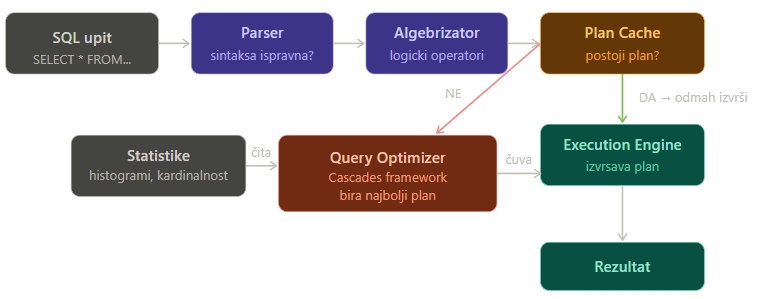 SQL upit
SELECT * FROM...
Parser
sintaksa ispravna?
Algebrizator
logicki operatori
Plan Cache
postoji plan?
NE
DA → odmah izvrši
Statistike
histogrami, kardinalnost
čita
Query Optimizer
Cascades framework
bira najbolji plan
čuva
Execution Engine
izvrsava plan
Rezultat